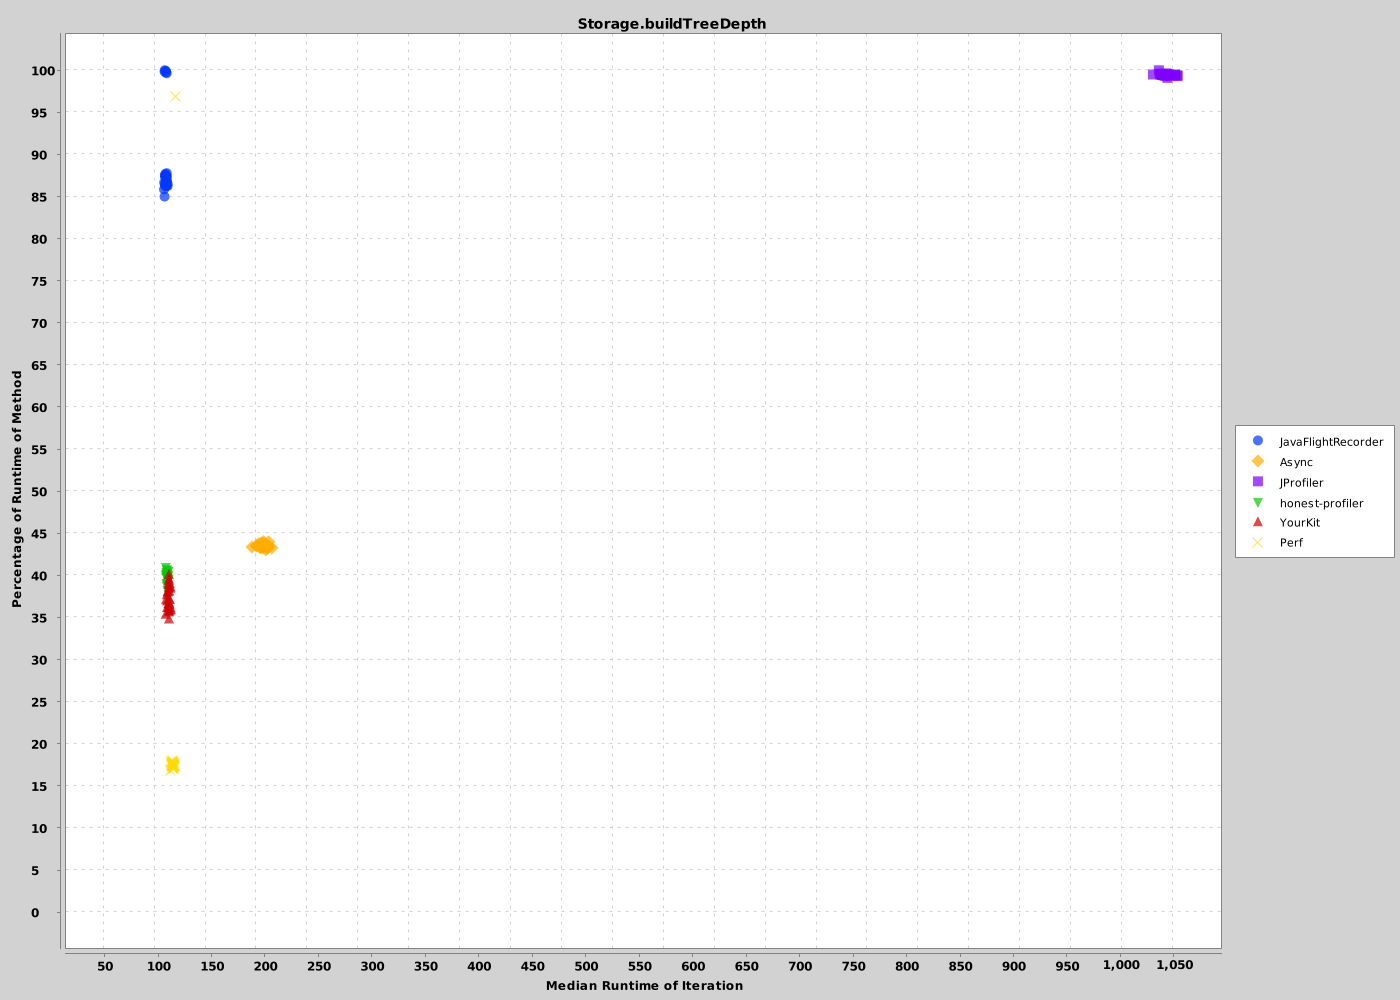 Storage.buildTreeDepth
100
95
90
85
80
75
70
65
60
55
50
45
40
35
30
25
20
15
10
5
0
Percentage of Runtime of Method
50 100 150 200 250 300 350 400 450 500 550 600 650 700 750 800 850 900 950 1,000 1,050
Median Runtime of Iteration
JavaFlightRecorder
Async
JProfiler
honest-profiler
YourKit
Perf